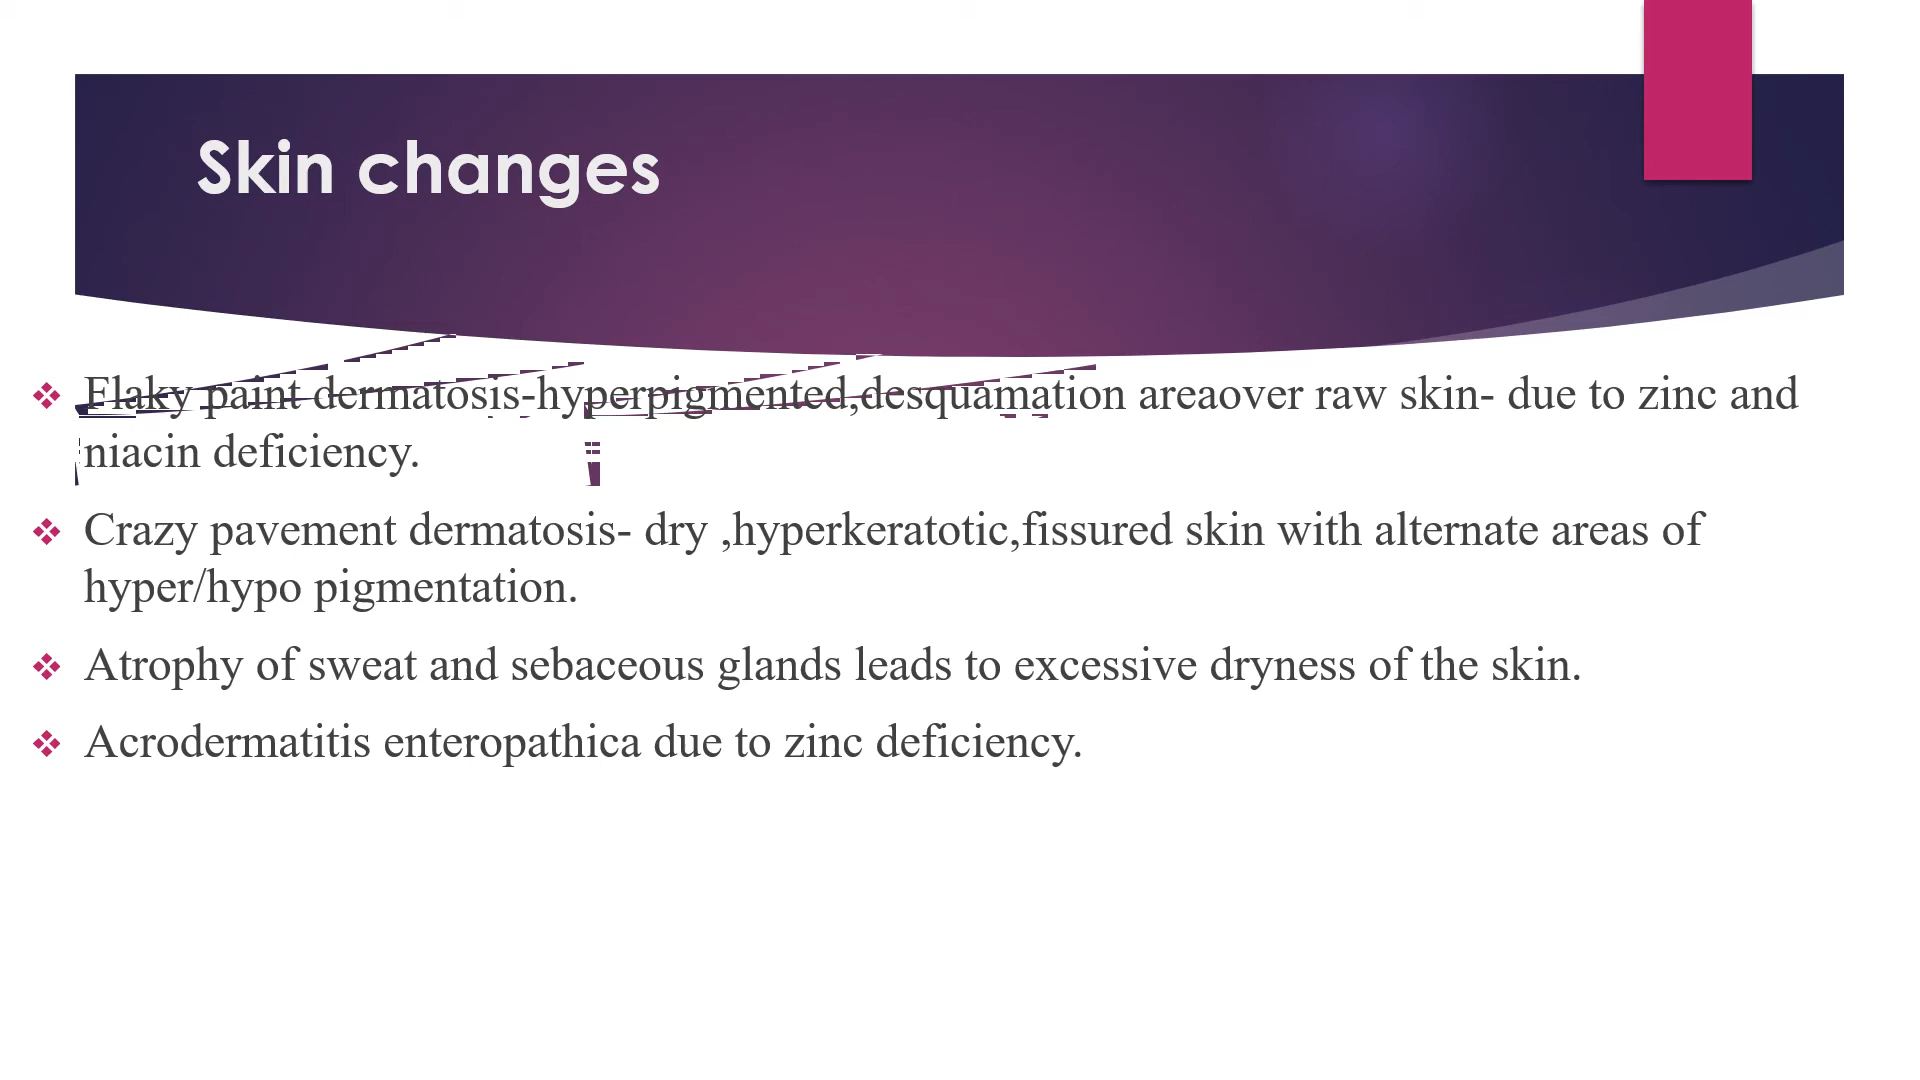 Skin changes
Flaky paint dermatosis-hyperpigmented,desquamation areaover raw skin- due to zinc and
niacin deficiency.
Crazy pavement dermatosis- dry ,hyperkeratotic,fissured skin with alternate areas of
hyper/hypo pigmentation.
Atrophy of sweat and sebaceous glands leads to excessive dryness of the skin.
Acrodermatitis enteropathica due to zinc deficiency.